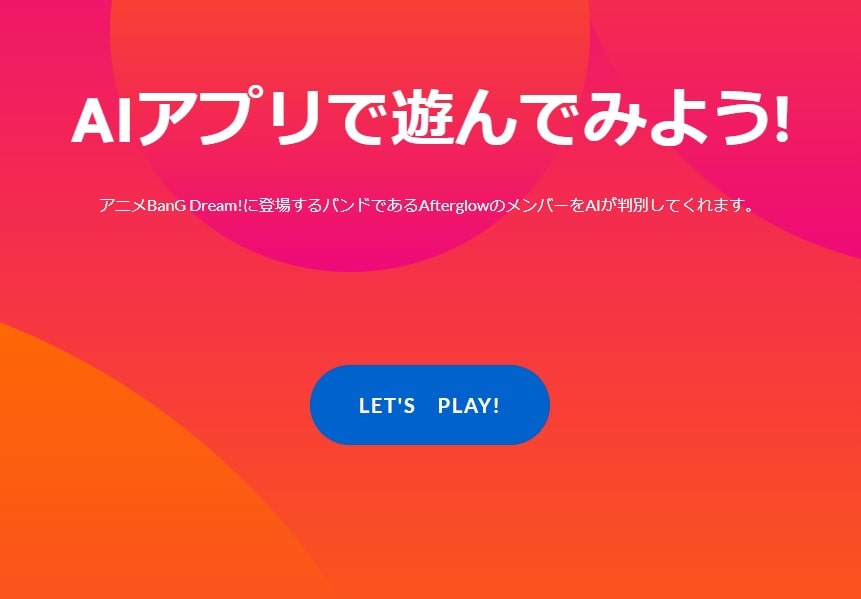 AIアプリで遊んでみよう!
アニメBanG Dream!に登場するバンドであるAfterglowのメンバーをAIが判別してくれます。
LET'S　PLAY!